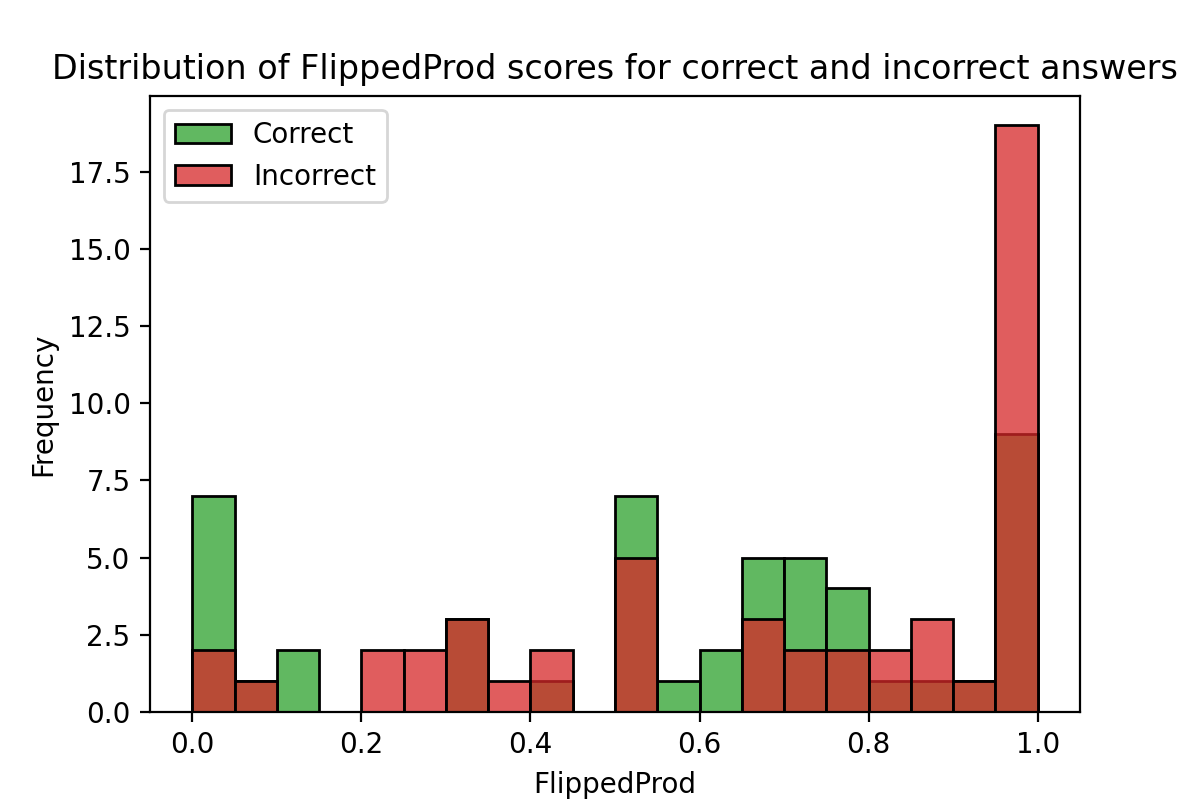 Distribution of FlippedProd scores for correct and incorrect answers
Correct
Incorrect
Frequency
17.5
15.0
12.5
10.0
7.5
5.0
2.5
0.0
0.0 0.2 0.4 0.6 0.8 1.0
FlippedProd